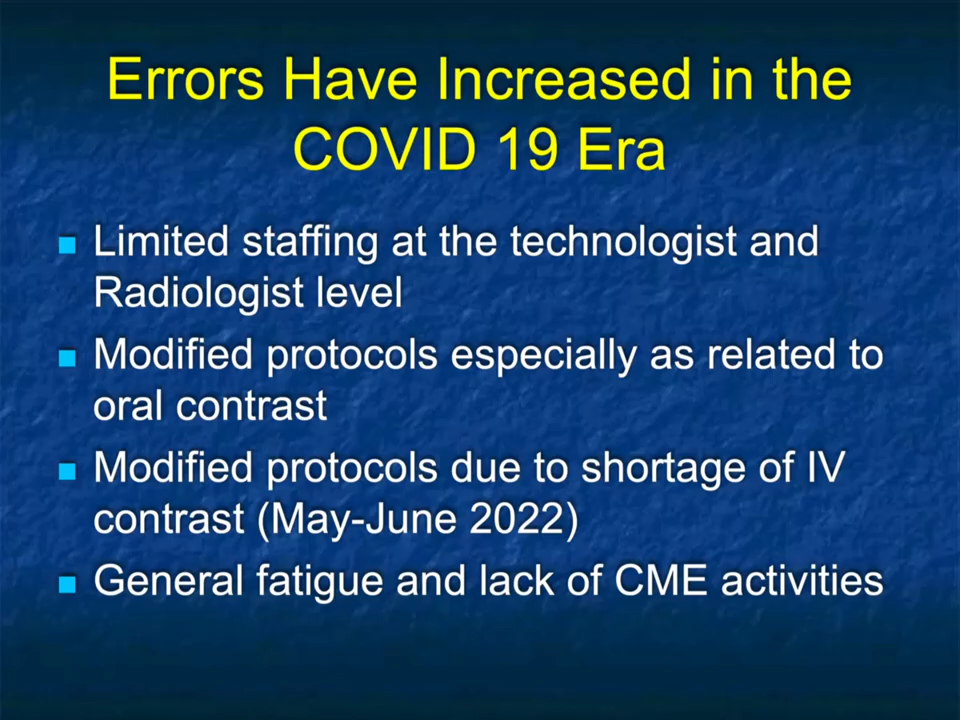 Errors Have Increased in the
COVID 19 Era
Limited staffing at the technologist and
Radiologist level
Modified protocols especially as related to
oral contrast
Modified protocols due to shortage of IV
contrast (May-June 2022)
General fatigue and lack of CME activities